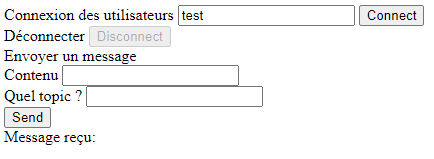 Connexion des utilisateurs test Connect
Déconnecter Disconnect
Envoyer un message
Contenu
Quel topic ?
Send
Message reçu: